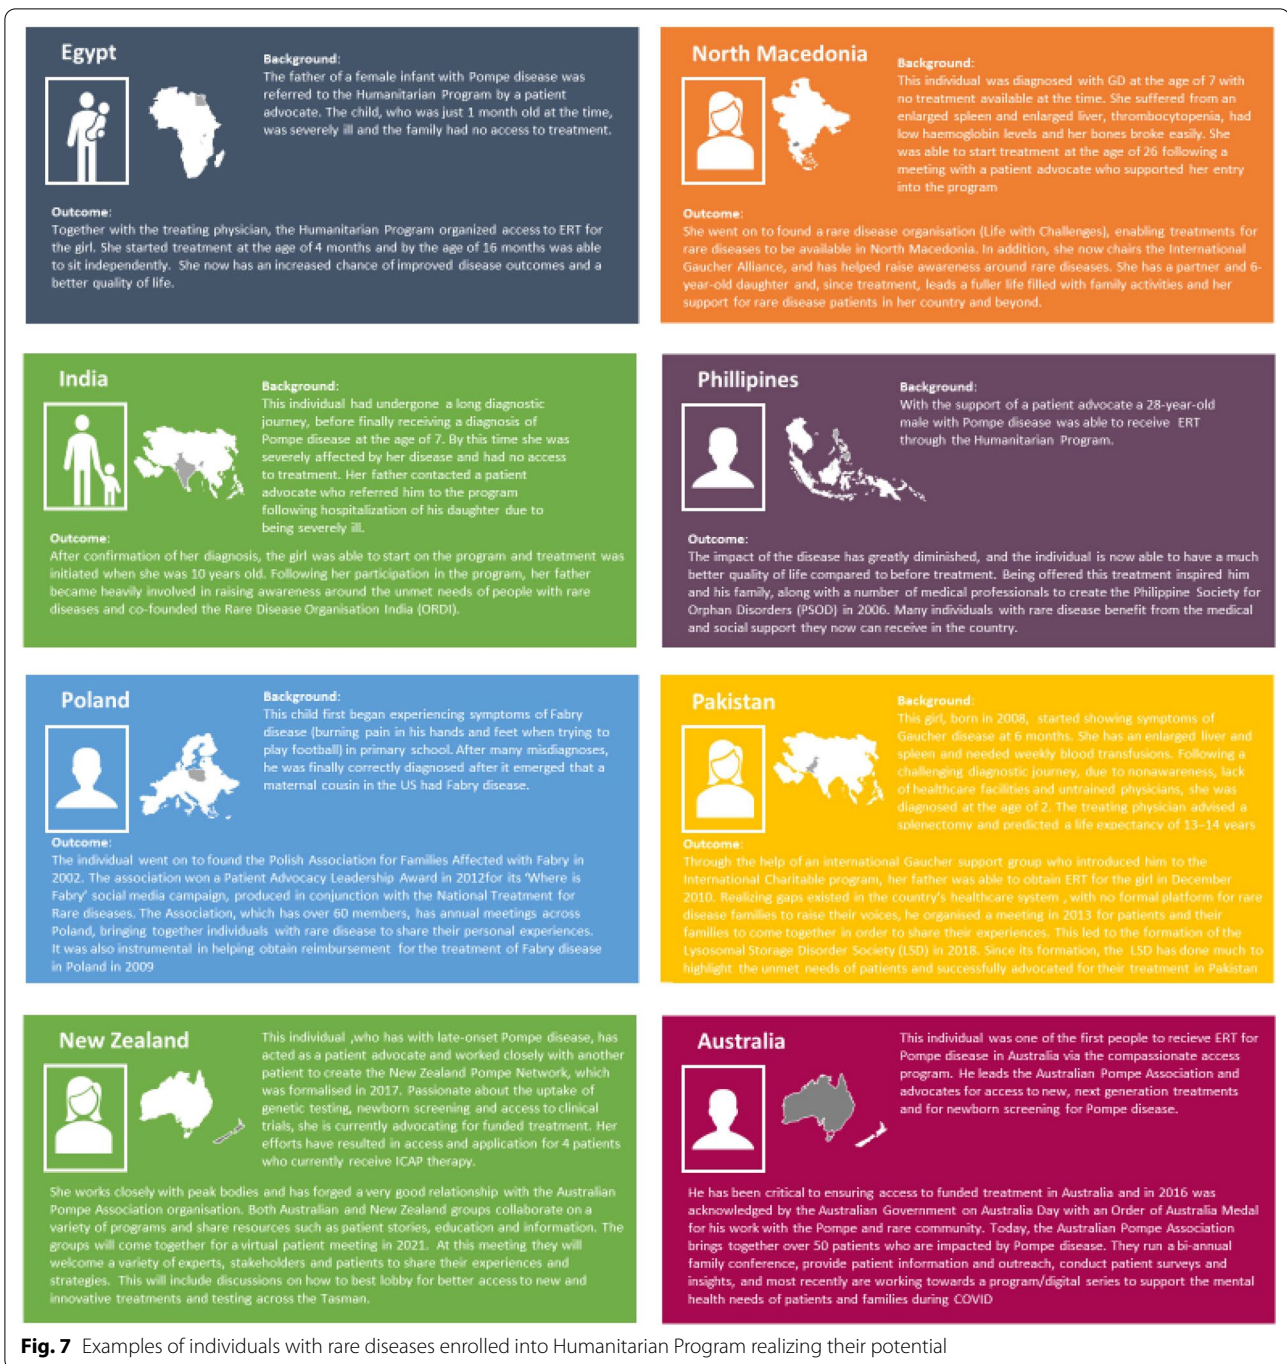 Egypt
Background:
The father of a female infant with Pompe disease was
referred to the Humanitarian Program by a patient
advocate. The child, who was just 1 month old at the time,
was severely ill and the family had no access to treatment.
Outcome:
Together with the treating physician, the Humanitarian Program organized access to ERT for
the girl. She started treatment at the age of 4 months and by the age of 16 months was able
to sit independently. She now has an increased chance of improved disease outcomes and a
better quality of life.
North Macedonia
Background:
This individual was diagnosed with GD at the age of 7 with
no treatment available at the time. She suffered from an
enlarged spleen and enlarged liver, thrombocytopenia, had
low haemoglobin levels and her bones broke easily. She
was able to start treatment at the age of 26 following a
meeting with a patient advocate who supported her entry
into the program
Outcome:
She went on to found a rare disease organisation (Life with Challenges), enabling treatments for
rare diseases to be available in North Macedonia. In addition, she now chairs the International
Gaucher Alliance, and has helped raise awareness around rare diseases. She has a partner and 6-
year-old daughter and, since treatment, leads a fuller life filled with family activities and her
support for rare disease patients in her country and beyond.
India
Background:
This individual had undergone a long diagnostic
journey, before finally receiving a diagnosis of
Pompe disease at the age of 7. By this time she was
severely affected by her disease and had no access
to treatment. Her father contacted a patient
advocate who referred him to the program
following hospitalization of his daughter due to
being severely ill.
Outcome:
After confirmation of her diagnosis, the girl was able to start on the program and treatment was
initiated when she was 10 years old. Following her participation in the program, her father
became heavily involved in raising awareness around the unmet needs of people with rare
diseases and co-founded the Rare Disease Organisation India (ORDI).
Phillipines
Background:
With the support of a patient advocate a 28-year-old
male with Pompe disease was able to receive ERT
through the Humanitarian Program.
Outcome:
The impact of the disease has greatly diminished, and the individual is now able to have a much
better quality of life compared to before treatment. Being offered this treatment inspired him
and his family, along with a number of medical professionals to create the Philippine Society for
Orphan Disorders (PSOD) in 2006. Many individuals with rare disease benefit from the medical
and social support they now can receive in the country.
Poland
Background:
This child first began experiencing symptoms of Fabry
disease (burning pain in his hands and feet when trying to
play football) in primary school. After many misdiagnoses,
he was finally correctly diagnosed after it emerged that a
maternal cousin in the US had Fabry disease.
Outcome:
The individual went on to found the Polish Association for Families Affected with Fabry in
2002. The association won a Patient Advocacy Leadership Award in 2012for its 'Where is
Fabry' social media campaign, produced in conjunction with the National Treatment for
Rare diseases. The Association, which has over 60 members, has annual meetings across
Poland, bringing together individuals with rare disease to share their personal experiences.
It was also instrumental in helping obtain reimbursement for the treatment of Fabry disease
in Poland in 2009
Pakistan
Background:
This girl, born in 2008, started showing symptoms of
Gaucher disease at 6 months. She has an enlarged liver and
spleen and needed weekly blood transfusions. Following a
challenging diagnostic journey, due to nonawareness, lack
of healthcare facilities and untrained physicians, she was
diagnosed at the age of 2. The treating physician advised a
splenectomy and predicted a life expectancy of 13–14 years
Outcome:
Through the help of an international Gaucher support group who introduced him to the
International Charitable program, her father was able to obtain ERT for the girl in December
2010. Realizing gaps existed in the country's healthcare system , with no formal platform for rare
disease families to raise their voices, he organised a meeting in 2013 for patients and their
families to come together in order to share their experiences. This led to the formation of the
Lysosomal Storage Disorder Society (LSD) in 2018. Since its formation, the LSD has done much to
highlight the unmet needs of patients and successfully advocated for their treatment in Pakistan
New Zealand
This individual ,who has with late-onset Pompe disease, has
acted as a patient advocate and worked closely with another
patient to create the New Zealand Pompe Network, which
was formalised in 2017. Passionate about the uptake of
genetic testing, newborn screening and access to clinical
trials, she is currently advocating for funded treatment. Her
efforts have resulted in access and application for 4 patients
who currently receive ICAP therapy.
She works closely with peak bodies and has forged a very good relationship with the Australian
Pompe Association organisation. Both Australian and New Zealand groups collaborate on a
variety of programs and share resources such as patient stories, education and information. The
groups will come together for a virtual patient meeting in 2021. At this meeting they will
welcome a variety of experts, stakeholders and patients to share their experiences and
strategies. This will include discussions on how to best lobby for better access to new and
innovative treatments and testing across the Tasman.
Australia
This individual was one of the first people to recieve ERT for
Pompe disease in Australia via the compassionate access
program. He leads the Australian Pompe Association and
advocates for access to new, next generation treatments
and for newborn screening for Pompe disease.
He has been critical to ensuring access to funded treatment in Australia and in 2016 was
acknowledged by the Australian Government on Australia Day with an Order of Australia Medal
for his work with the Pompe and rare community. Today, the Australian Pompe Association
brings together over 50 patients who are impacted by Pompe disease. They run a bi-annual
family conference, provide patient information and outreach, conduct patient surveys and
insights, and most recently are working towards a program/digital series to support the mental
health needs of patients and families during COVID
Fig. 7 Examples of individuals with rare diseases enrolled into Humanitarian Program realizing their potential